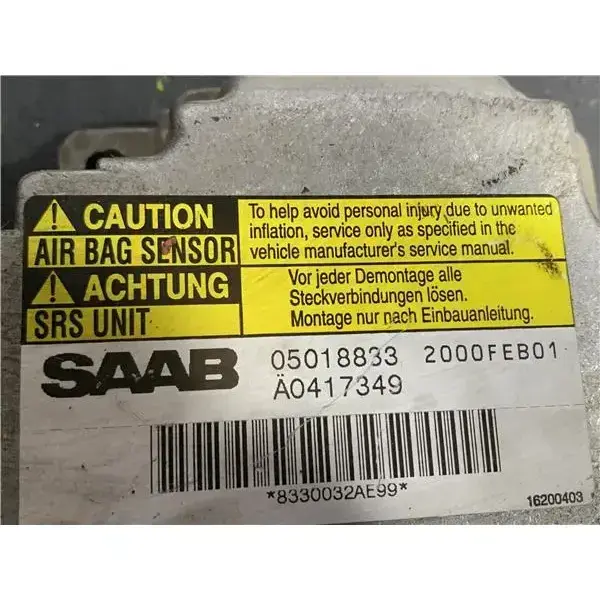 CAUTION
AIR BAG SENSOR
To help avoid personal injury due to unwanted
inflation, service only as specified in the
vehicle manufacturer's service manual.
ACHTUNG
SRS UNIT
Vor jeder Demontage alle
Steckverbindungen lösen.
Montage nur nach Einbauanleitung.
SAAB
05018833 2000FEB01
Ä0417349
*8330032AE99*
16200403